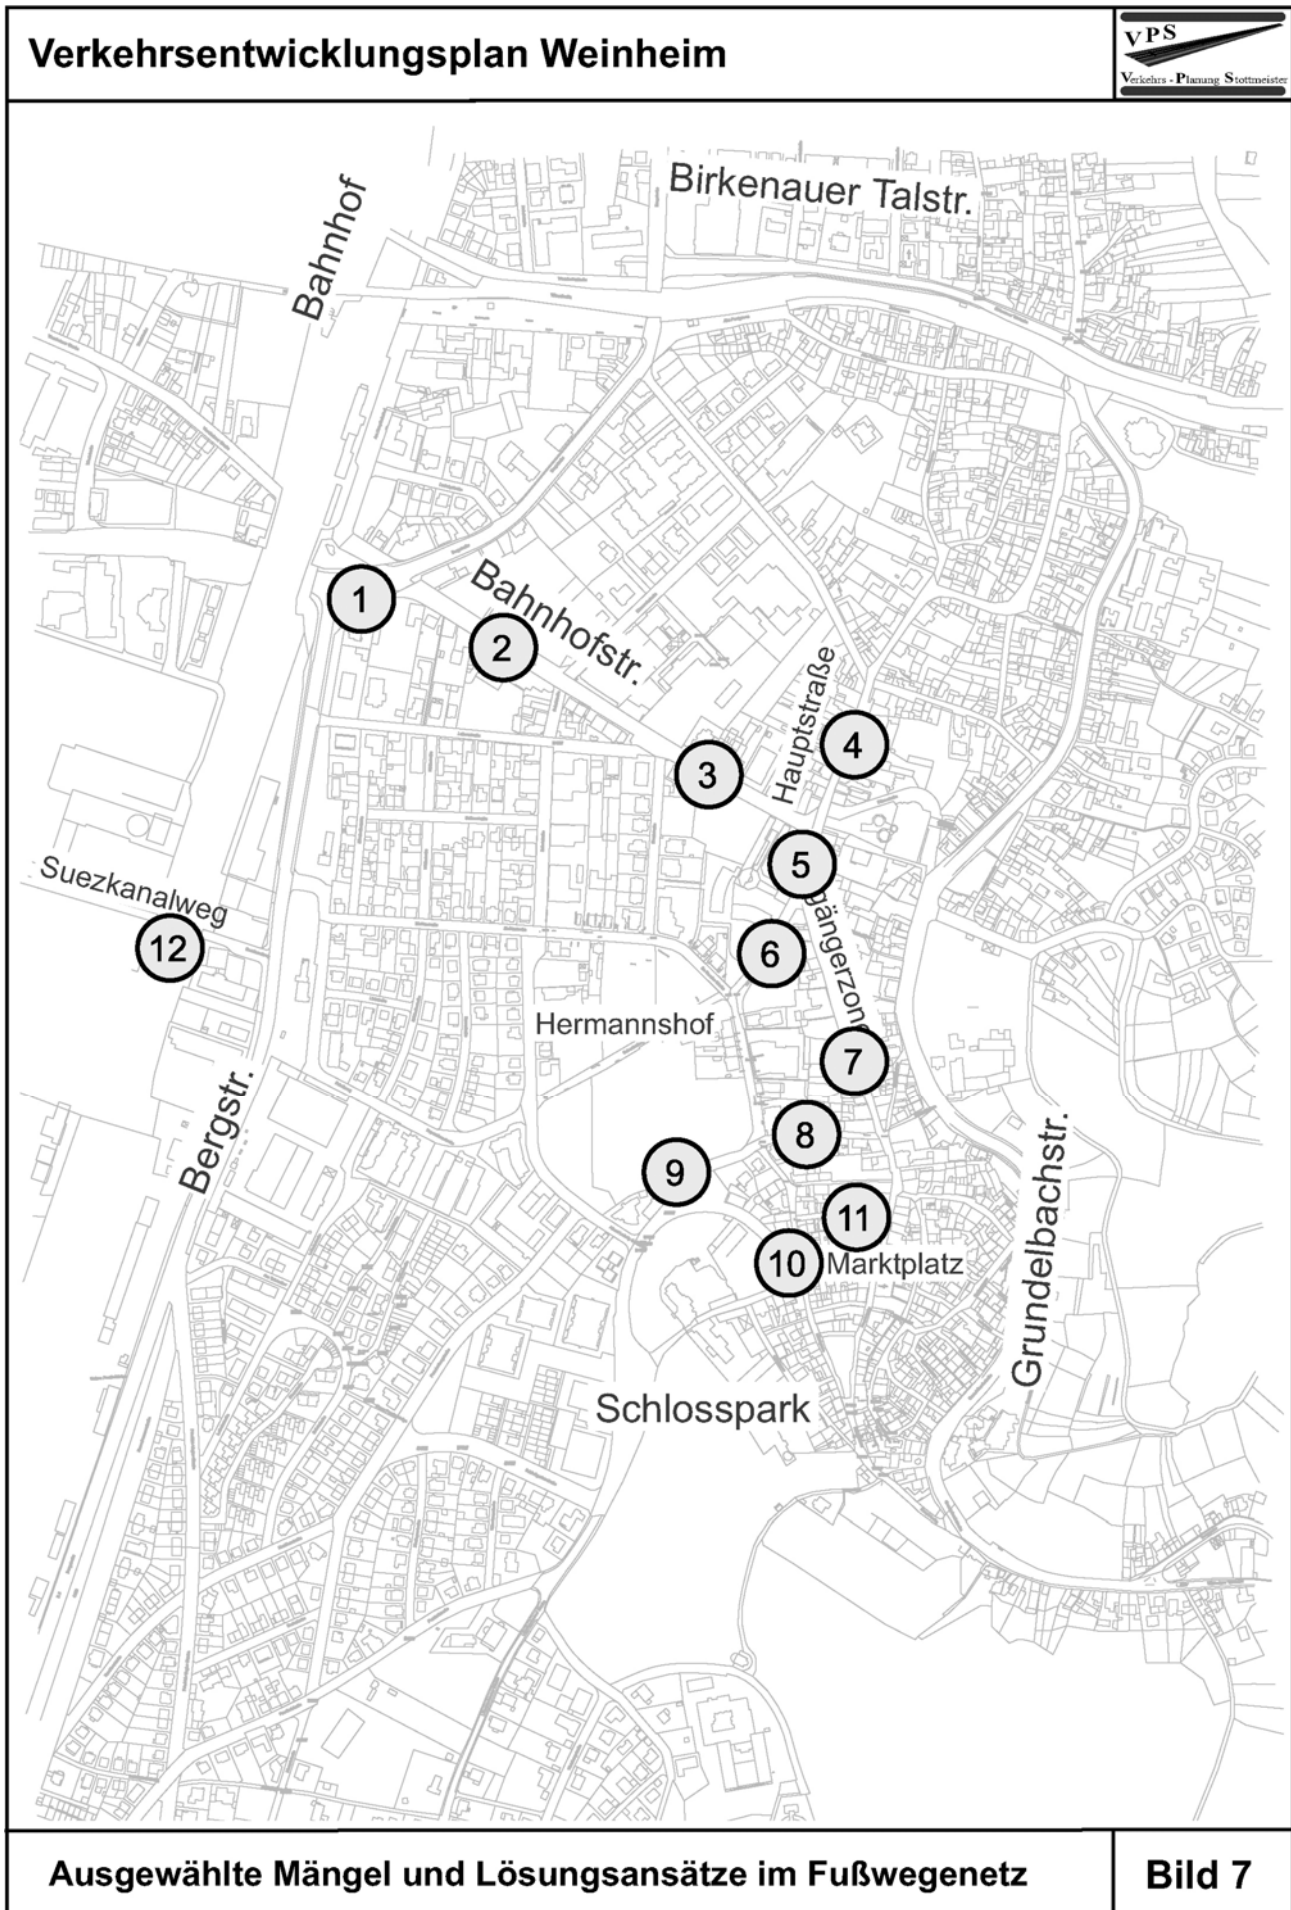 Verkehrsentwicklungsplan Weinheim
VPS
Verkehrs - Planung Stottmeister
Birkenauer Talstr.
Bahnhof
Bahnhofstr.
1
2
Hauptstraße
4
3
5
Suezkanalweg
gängerzone
12
6
Hermannshof
7
Bergstr.
8
9
Grundelbachstr.
11
10
Marktplatz
Schlosspark
Ausgewählte Mängel und Lösungsansätze im Fußwegenetz
Bild 7